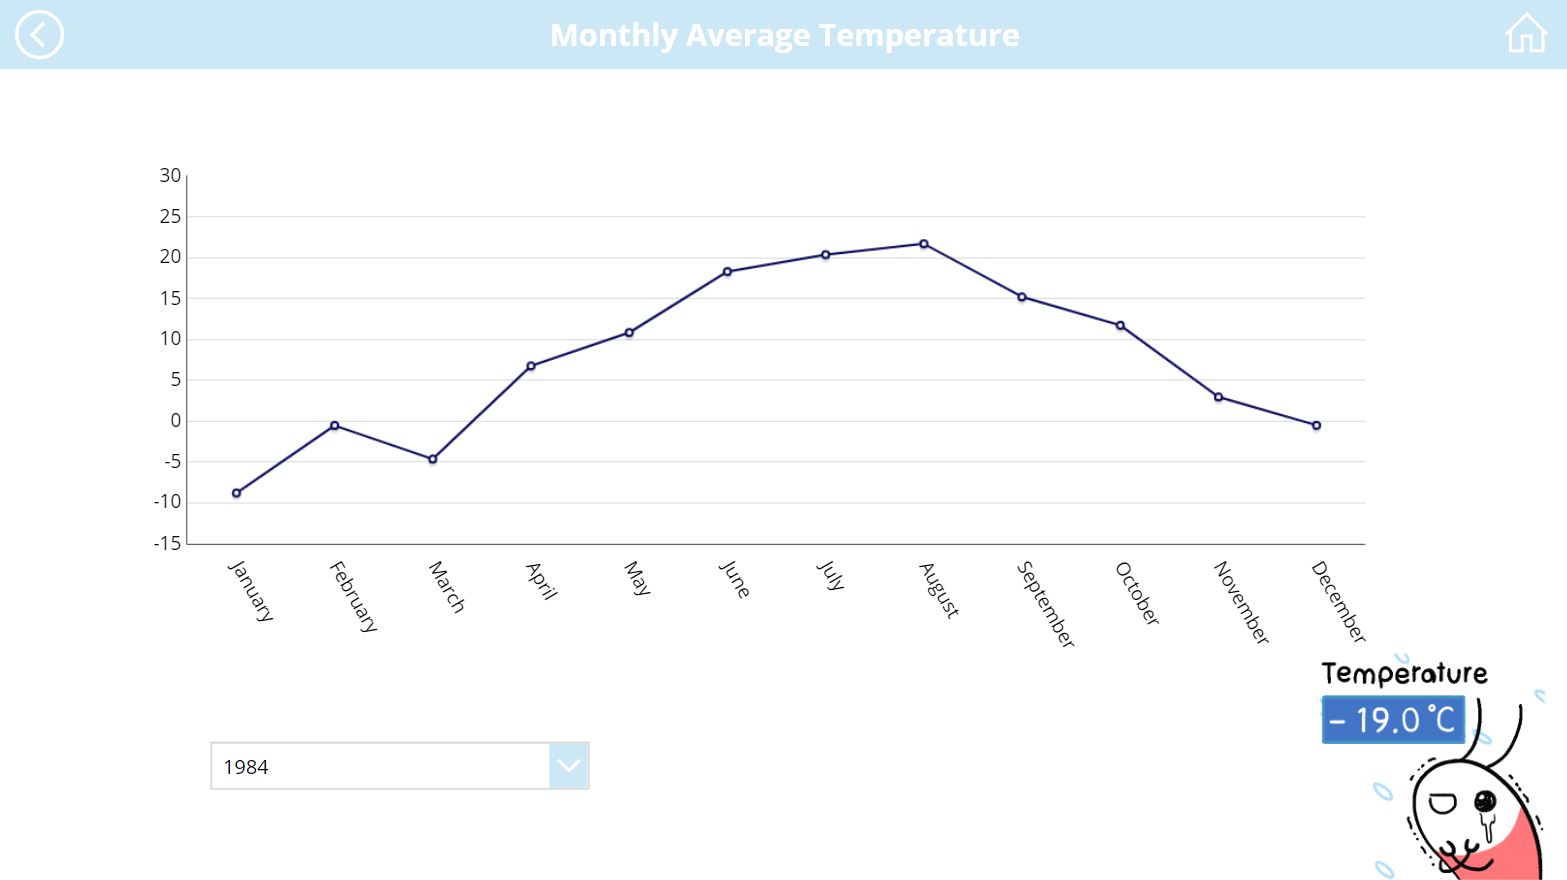 Monthly Average Temperature
30
25
20
15
10
5
0
-5
-10
-15
January
February
March
April
May
June
July
August
September
October
November
December
Temperature
- 19.0 °C
1984